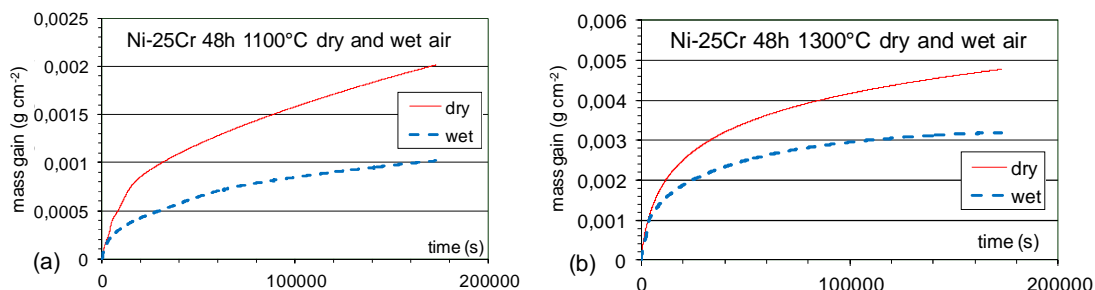 Ni-25Cr 48h 1100°C dry and wet air
mass gain (g cm-2)
0,0025
0,002
0,0015
0,001
0,0005
0
dry
wet
time (s)
(a)
0
100000
200000
Ni-25Cr 48h 1300°C dry and wet air
mass gain (g cm-2)
0,006
0,005
0,004
0,003
0,002
0,001
0
dry
wet
time (s)
(b)
0
100000
200000